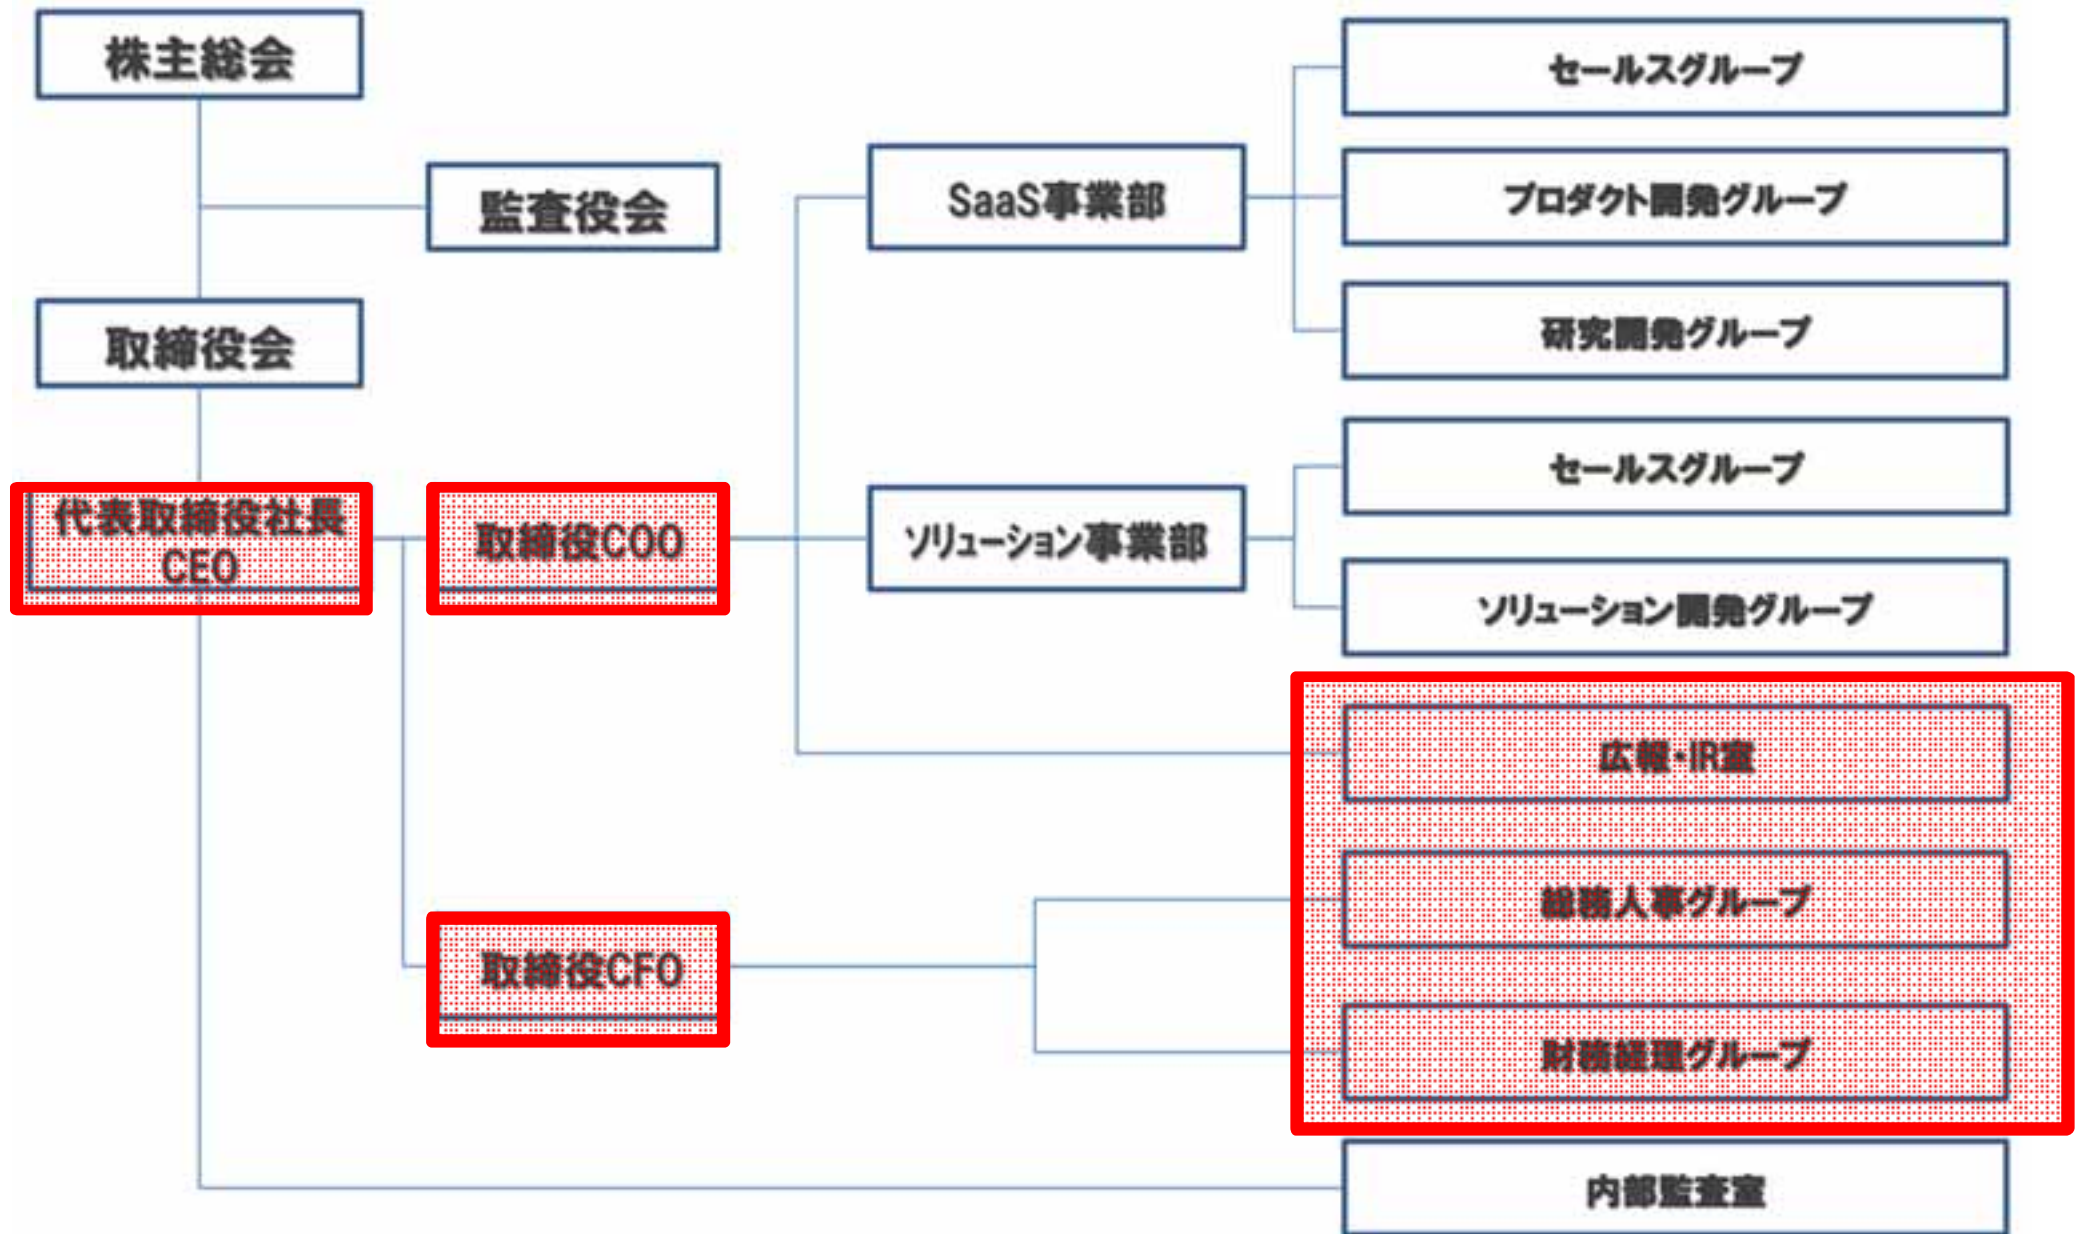 株主総会
監査役会
取締役会
代表取締役社長
CEO
取締役COO
取締役CFO
SaaS事業部
ソリューション事業部
セールスグループ
プロダクト開発グループ
研究開発グループ
セールスグループ
ソリューション開発グループ
広報・IR室
総務人事グループ
財務経理グループ
内部監査室